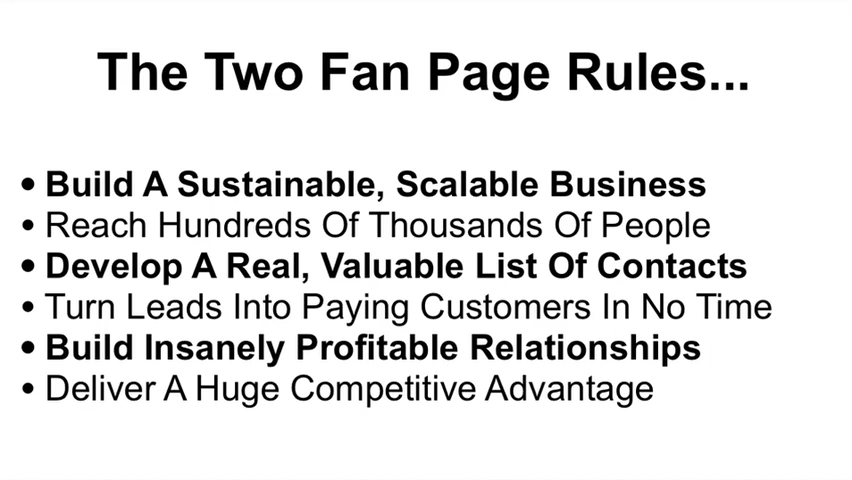 The Two Fan Page Rules...
• Build A Sustainable, Scalable Business
• Reach Hundreds Of Thousands Of People
• Develop A Real, Valuable List Of Contacts
• Turn Leads Into Paying Customers In No Time
• Build Insanely Profitable Relationships
• Deliver A Huge Competitive Advantage